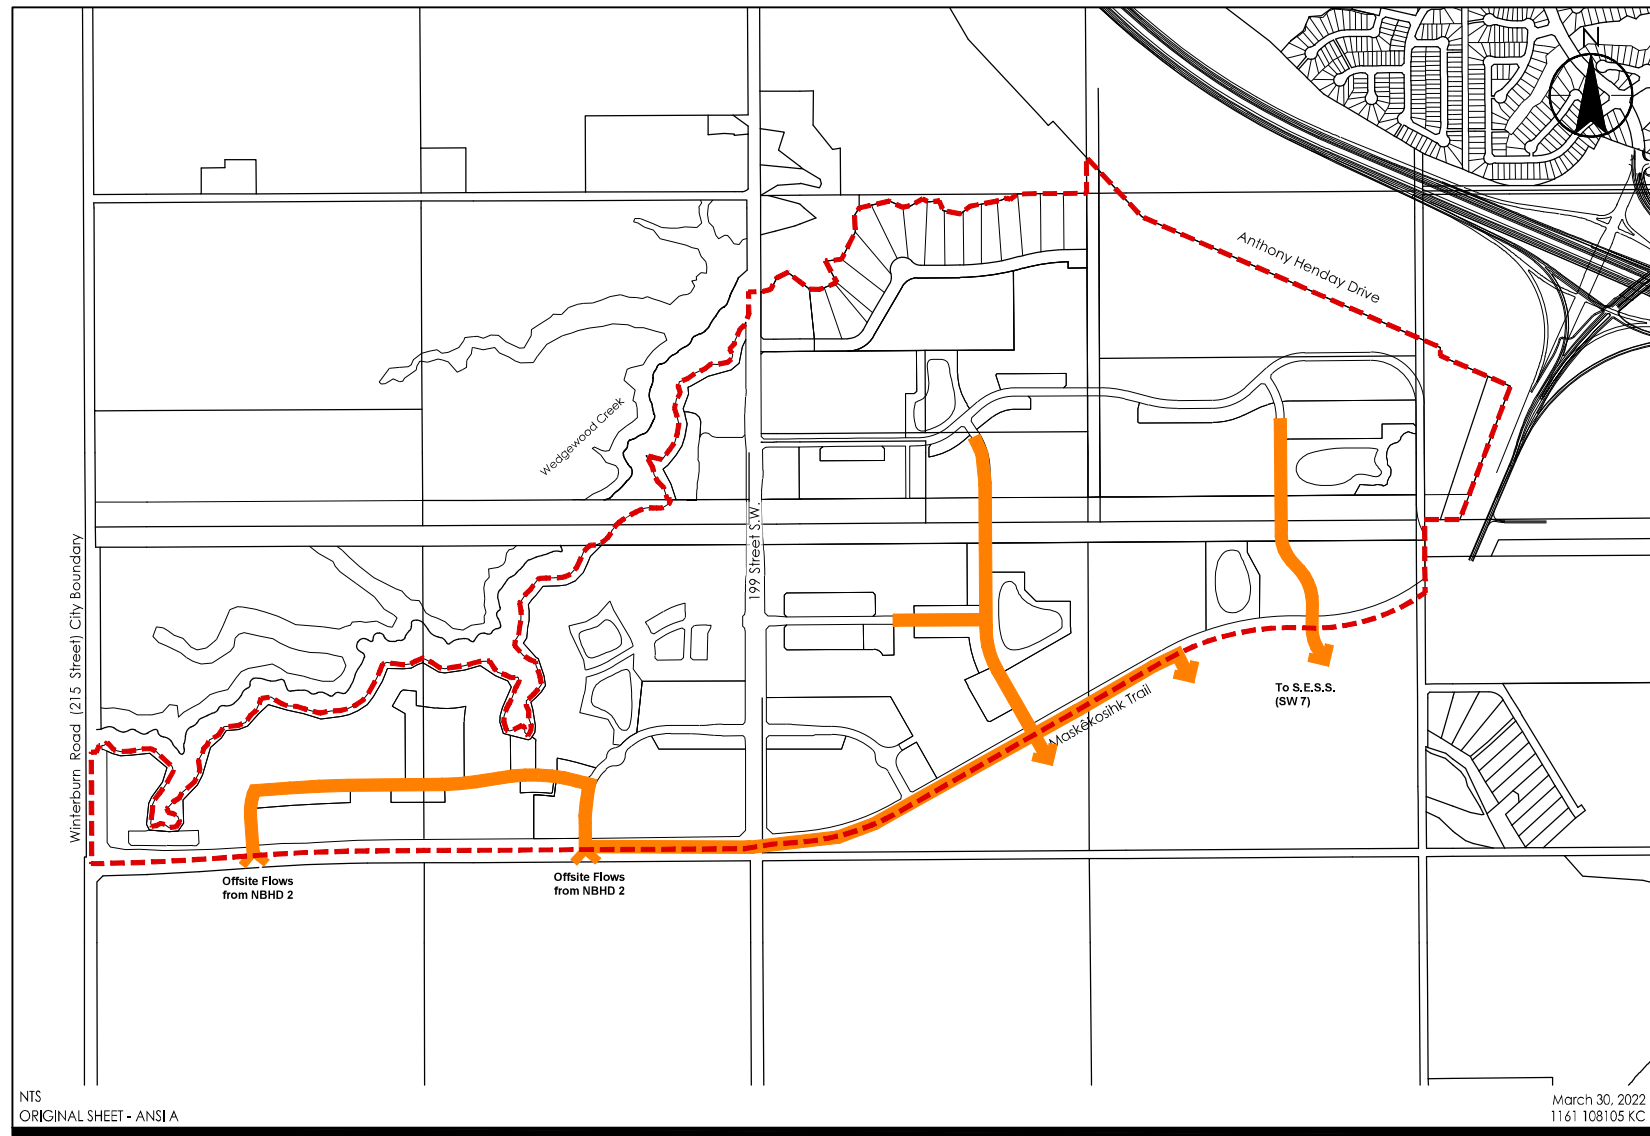 N
Anthony Henday Drive
Wedgewood Creek
199 Street S.W.
Winterburn Road (215 Street) City Boundary
Maskêkosihk Trail
To S.E.S.S.
(SW 7)
Offsite Flows
from NBHD 2
Offsite Flows
from NBHD 2
NTS
ORIGINAL SHEET - ANSI A
March 30, 2022
1161 108105 KC